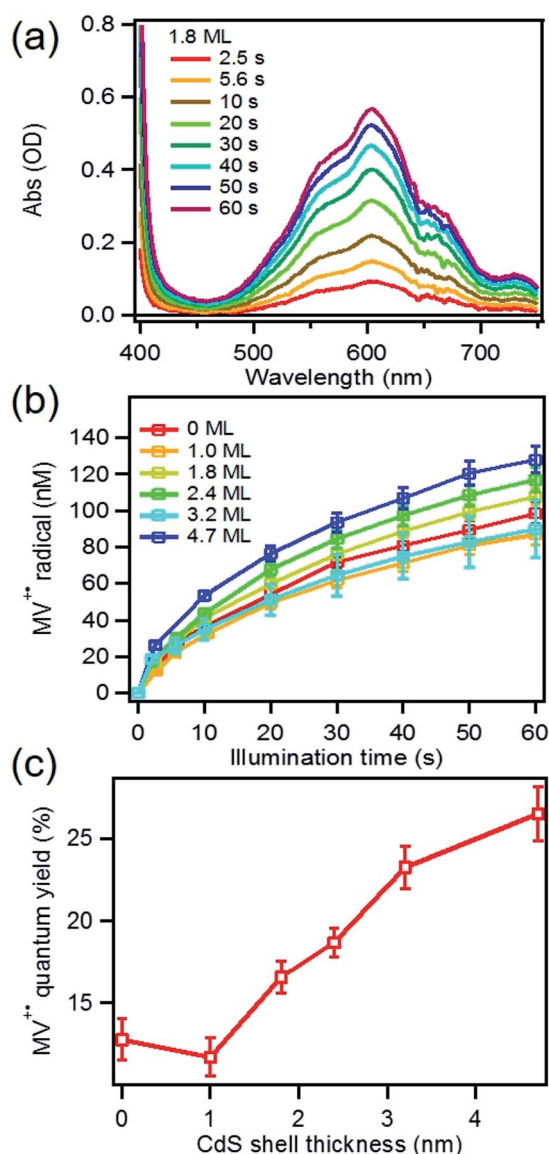 (a)
0.8
0.6
0.4
0.2
0.0
Abs (OD)
1.8 ML
2.5 s
5.6 s
10 s
20 s
30 s
40 s
50 s
60 s
400
500
600
700
Wavelength (nm)
(b)
140
120
100
80
60
40
20
0
MV⁺• radical (nM)
0 ML
1.0 ML
1.8 ML
2.4 ML
3.2 ML
4.7 ML
0
10
20
30
40
50
60
Illumination time (s)
(c)
25
20
15
MV⁺• quantum yield (%)
0
1
2
3
4
CdS shell thickness (nm)